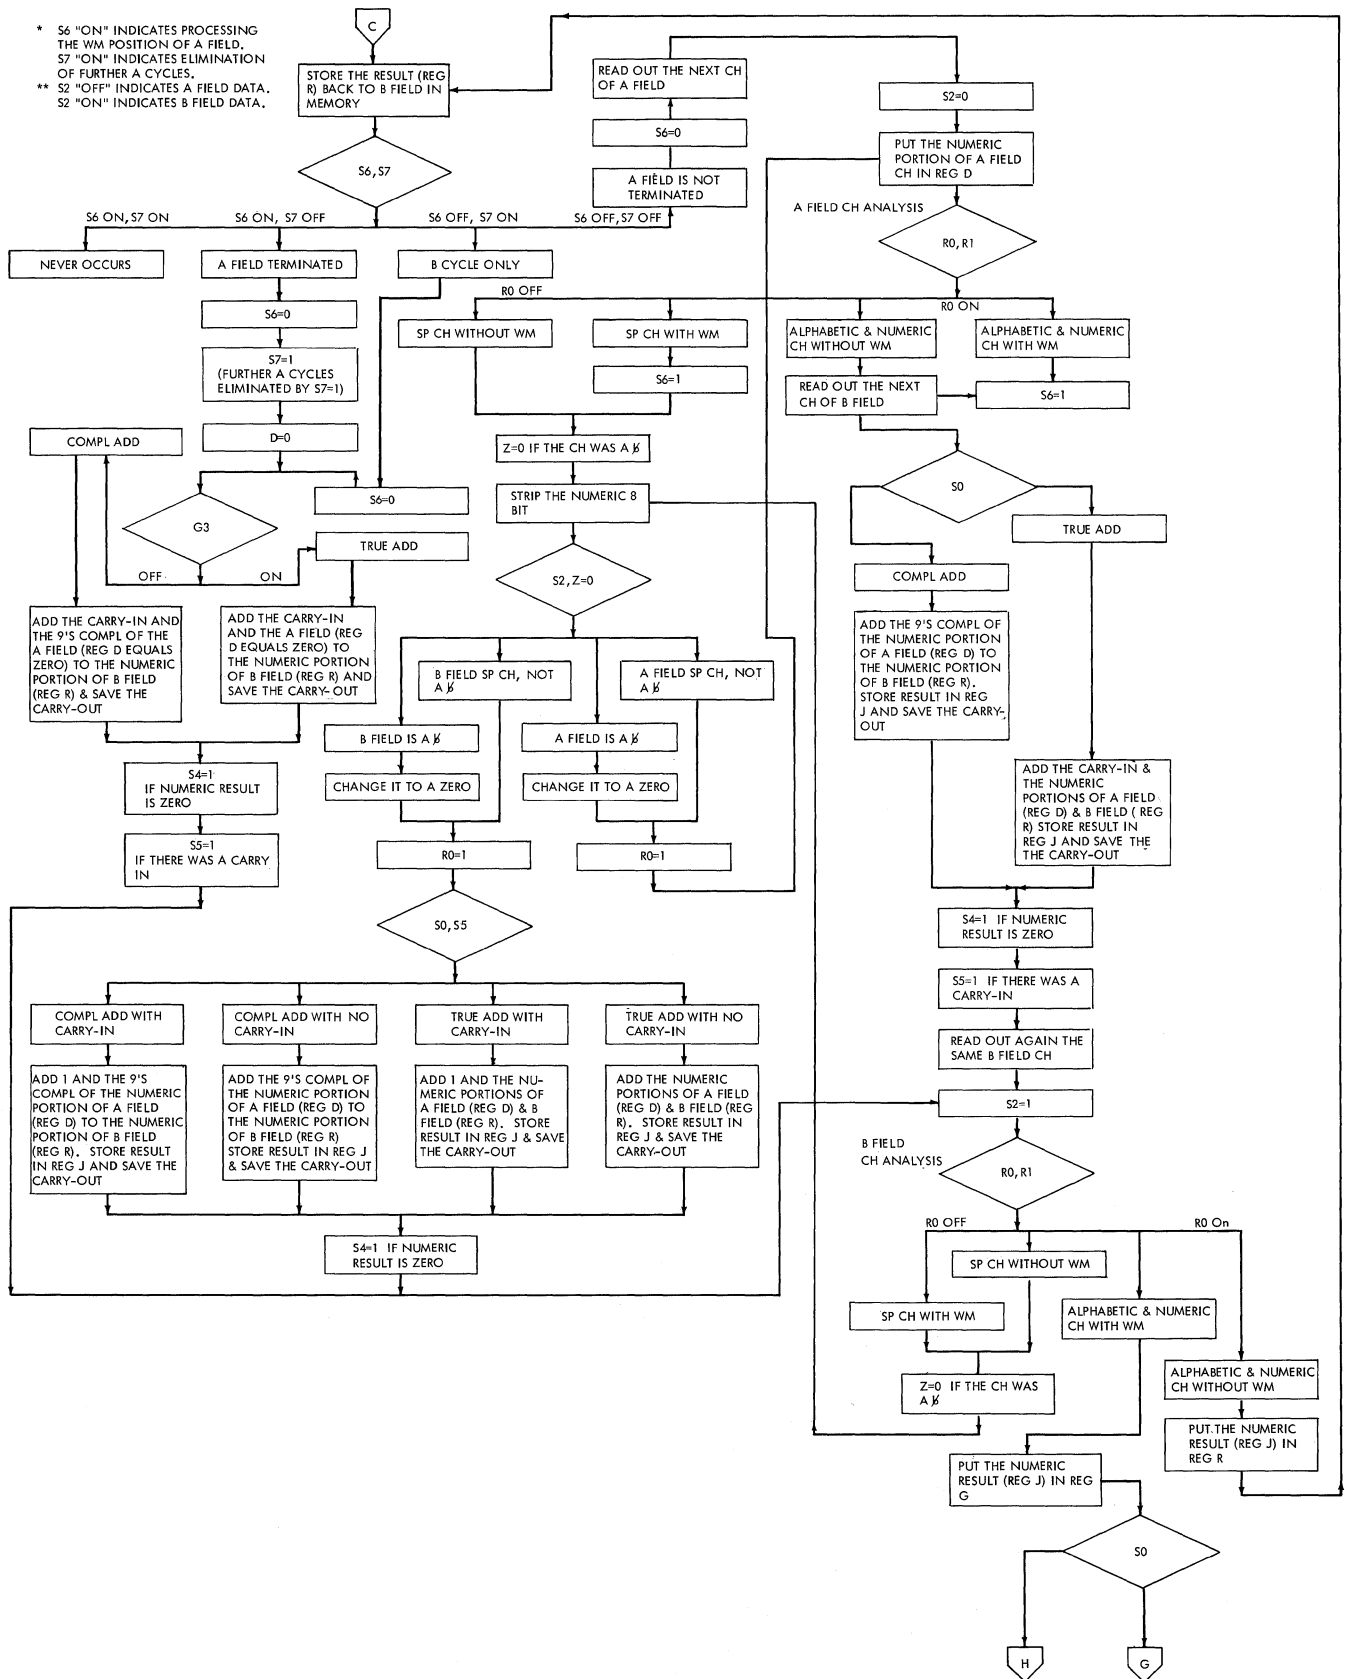 * S6 "ON" INDICATES PROCESSING
THE WM POSITION OF A FIELD.
S7 "ON" INDICATES ELIMINATION
OF FURTHER A CYCLES.
** S2 "OFF" INDICATES A FIELD DATA.
S2 "ON" INDICATES B FIELD DATA.
C
STORE THE RESULT (REG
R) BACK TO B FIELD IN
MEMORY
S6, S7
S6 ON, S7 ON
S6 ON, S7 OFF
S6 OFF, S7 ON
S6 OFF, S7 OFF
NEVER OCCURS
A FIELD TERMINATED
B CYCLE ONLY
READ OUT THE NEXT CH
OF A FIELD
S6=0
A FIELD IS NOT
TERMINATED
S2=0
PUT THE NUMERIC
PORTION OF A FIELD
CH IN REG D
A FIELD CH ANALYSIS
R0, R1
R0 OFF
R0 ON
S6=0
S7=1
(FURTHER A CYCLES
ELIMINATED BY S7=1)
D=0
COMPL ADD
S6=0
G3
TRUE ADD
OFF
ON
ADD THE CARRY-IN AND
THE 9'S COMPL OF THE
A FIELD (REG D EQUALS
ZERO) TO THE NUMERIC
PORTION OF B FIELD
(REG R) & SAVE THE
CARRY-OUT
ADD THE CARRY-IN
AND THE A FIELD (REG
D EQUALS ZERO) TO
THE NUMERIC PORTION
OF B FIELD (REG R) AND
SAVE THE CARRY-OUT
S4=1
IF NUMERIC RESULT
IS ZERO
S5=1
IF THERE WAS A CARRY
IN
SP CH WITHOUT WM
SP CH WITH WM
S6=1
Z=0 IF THE CH WAS A ƀ
STRIP THE NUMERIC 8
BIT
S2, Z=0
B FIELD SP CH, NOT
A ƀ
A FIELD SP CH, NOT
A ƀ
B FIELD IS A ƀ
A FIELD IS A ƀ
CHANGE IT TO A ZERO
CHANGE IT TO A ZERO
R0=1
R0=1
S0, S5
COMPL ADD WITH
CARRY-IN
COMPL ADD WITH NO
CARRY-IN
TRUE ADD WITH
CARRY-IN
TRUE ADD WITH NO
CARRY-IN
ADD 1 AND THE 9'S
COMPL OF THE NUMERIC
PORTION OF A FIELD
(REG D) TO THE NUMERIC
PORTION OF B FIELD
(REG R). STORE RESULT
IN REG J AND SAVE THE
CARRY-OUT
ADD THE 9'S COMPL OF
THE NUMERIC PORTION
OF A FIELD (REG D) TO
THE NUMERIC PORTION
OF B FIELD (REG R)
STORE RESULT IN REG J
& SAVE THE CARRY-OUT
ADD 1 AND THE NU-
MERIC PORTIONS OF
A FIELD (REG D) & B
FIELD (REG R). STORE
RESULT IN REG J & SAVE
THE CARRY-OUT
ADD THE NUMERIC
PORTIONS OF A FIELD
(REG D) & B FIELD (REG
R). STORE RESULT IN
REG J & SAVE THE
CARRY-OUT
S4=1 IF NUMERIC
RESULT IS ZERO
ALPHABETIC & NUMERIC
CH WITHOUT WM
ALPHABETIC & NUMERIC
CH WITH WM
READ OUT THE NEXT
CH OF B FIELD
S6=1
S0
TRUE ADD
COMPL ADD
ADD THE 9'S COMPL OF
THE NUMERIC PORTION
OF A FIELD (REG D) TO
THE NUMERIC PORTION
OF B FIELD (REG R).
STORE RESULT IN REG
J AND SAVE THE CARRY-
OUT
ADD THE CARRY-IN &
THE NUMERIC
PORTIONS OF A FIELD
(REG D) & B FIELD ( REG
R) STORE RESULT IN
REG J AND SAVE THE
THE CARRY-OUT
S4=1 IF NUMERIC
RESULT IS ZERO
S5=1 IF THERE WAS A
CARRY-IN
READ OUT AGAIN THE
SAME B FIELD CH
S2=1
B FIELD
CH ANALYSIS
R0, R1
R0 OFF
R0 On
SP CH WITHOUT WM
SP CH WITH WM
ALPHABETIC & NUMERIC
CH WITH WM
Z=0 IF THE CH WAS
A ƀ
ALPHABETIC & NUMERIC
CH WITHOUT WM
PUT THE NUMERIC
RESULT (REG J) IN
REG R
PUT THE NUMERIC
RESULT (REG J) IN REG
G
S0
H
G